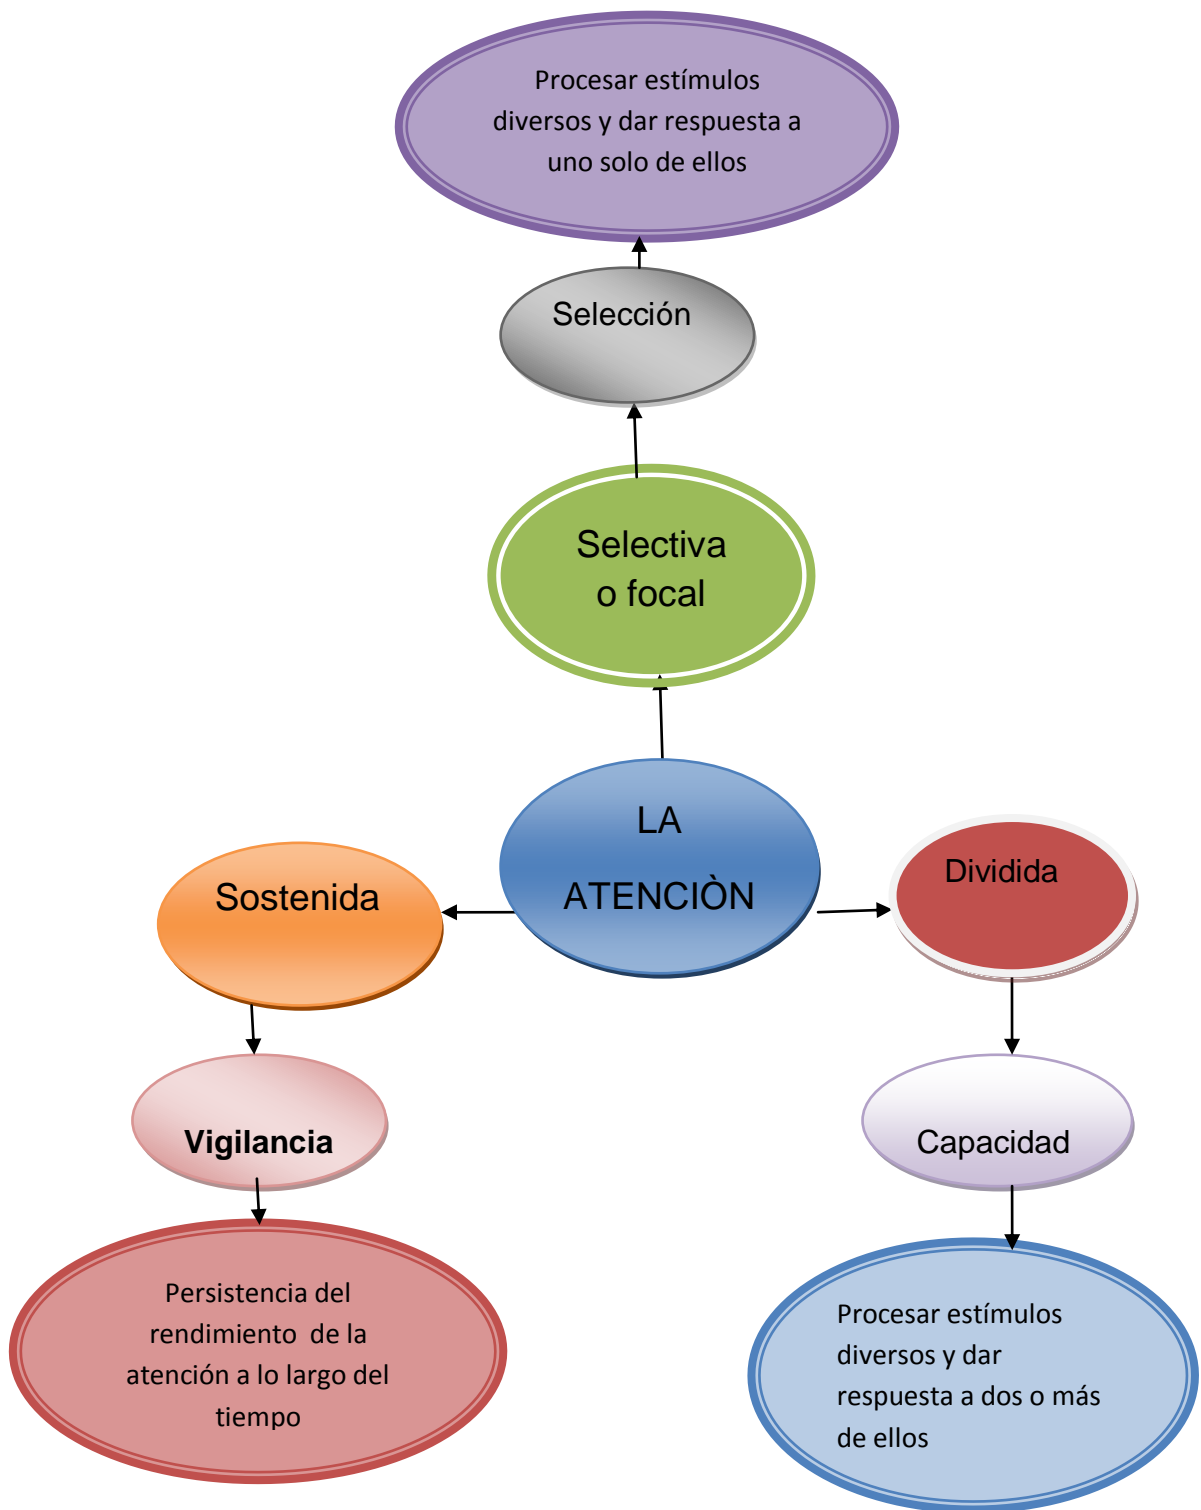 Procesar estímulos
diversos y dar respuesta a
uno solo de ellos
Selección
Selectiva
o focal
LA
ATENCIÒN
Sostenida
Dividida
Vigilancia
Capacidad
Persistencia del
rendimiento de la
atención a lo largo del
tiempo
Procesar estímulos
diversos y dar
respuesta a dos o más
de ellos